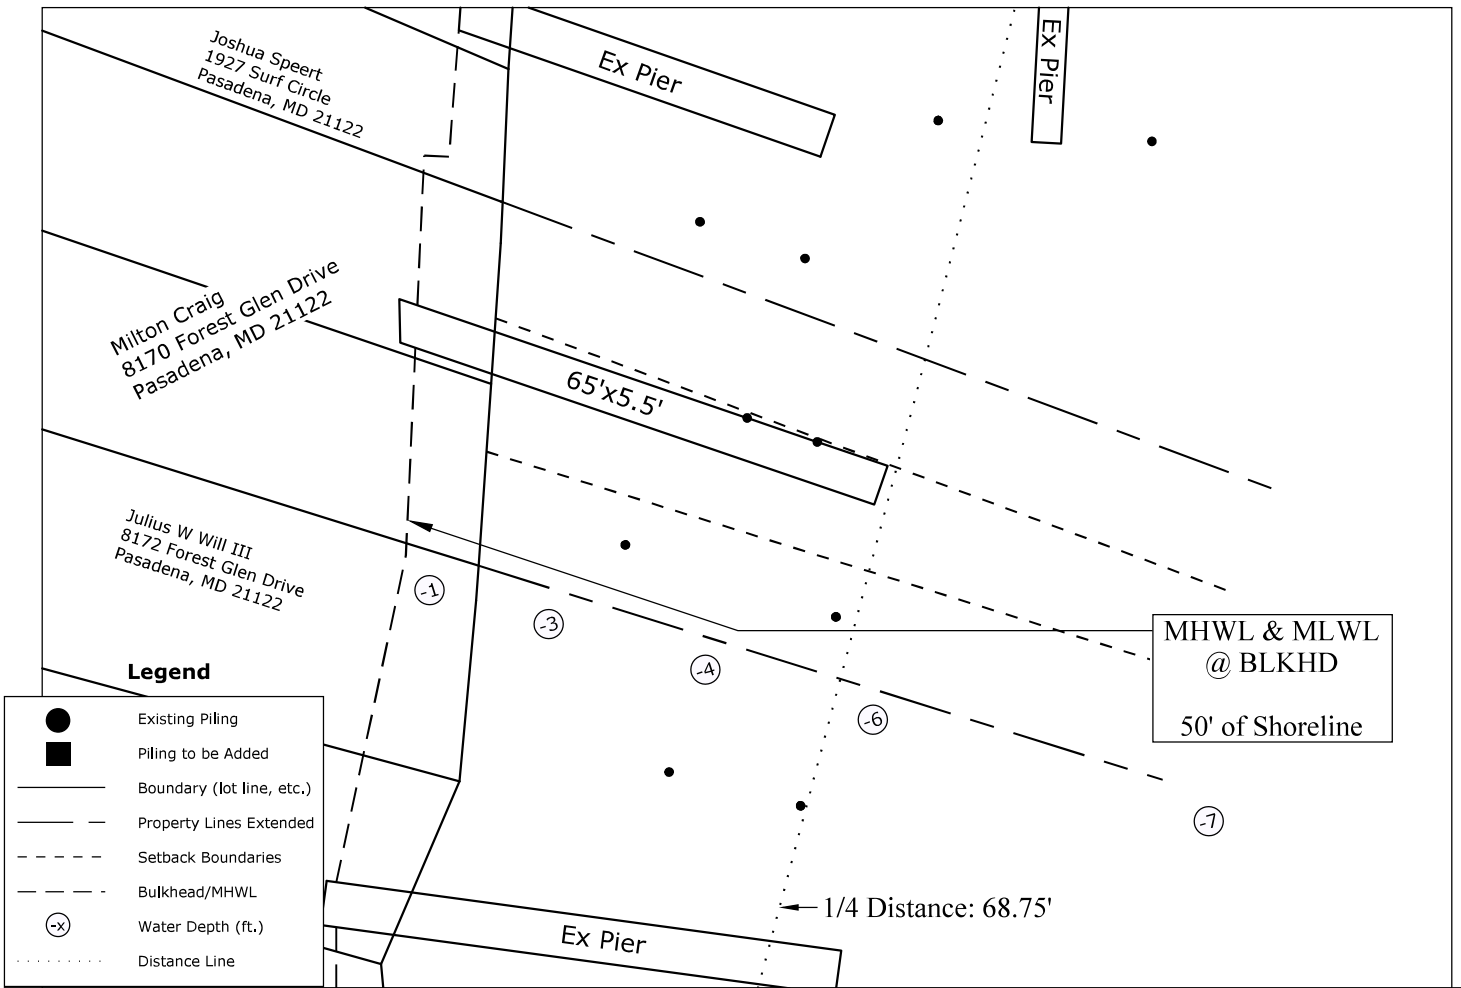 Joshua Speert
1927 Surf Circle
Pasadena, MD 21122
Ex Pier
Ex Pier
Milton Craig
8170 Forest Glen Drive
Pasadena, MD 21122
65'x5.5'
Julius W Will III
8172 Forest Glen Drive
Pasadena, MD 21122
-1
-3
-4
-6
-7
MHWL & MLWL
@ BLKHD
50' of Shoreline
Legend
Existing Piling
Piling to be Added
Boundary (lot line, etc.)
Property Lines Extended
Setback Boundaries
Bulkhead/MHWL
-x Water Depth (ft.)
Distance Line
1/4 Distance: 68.75'
Ex Pier